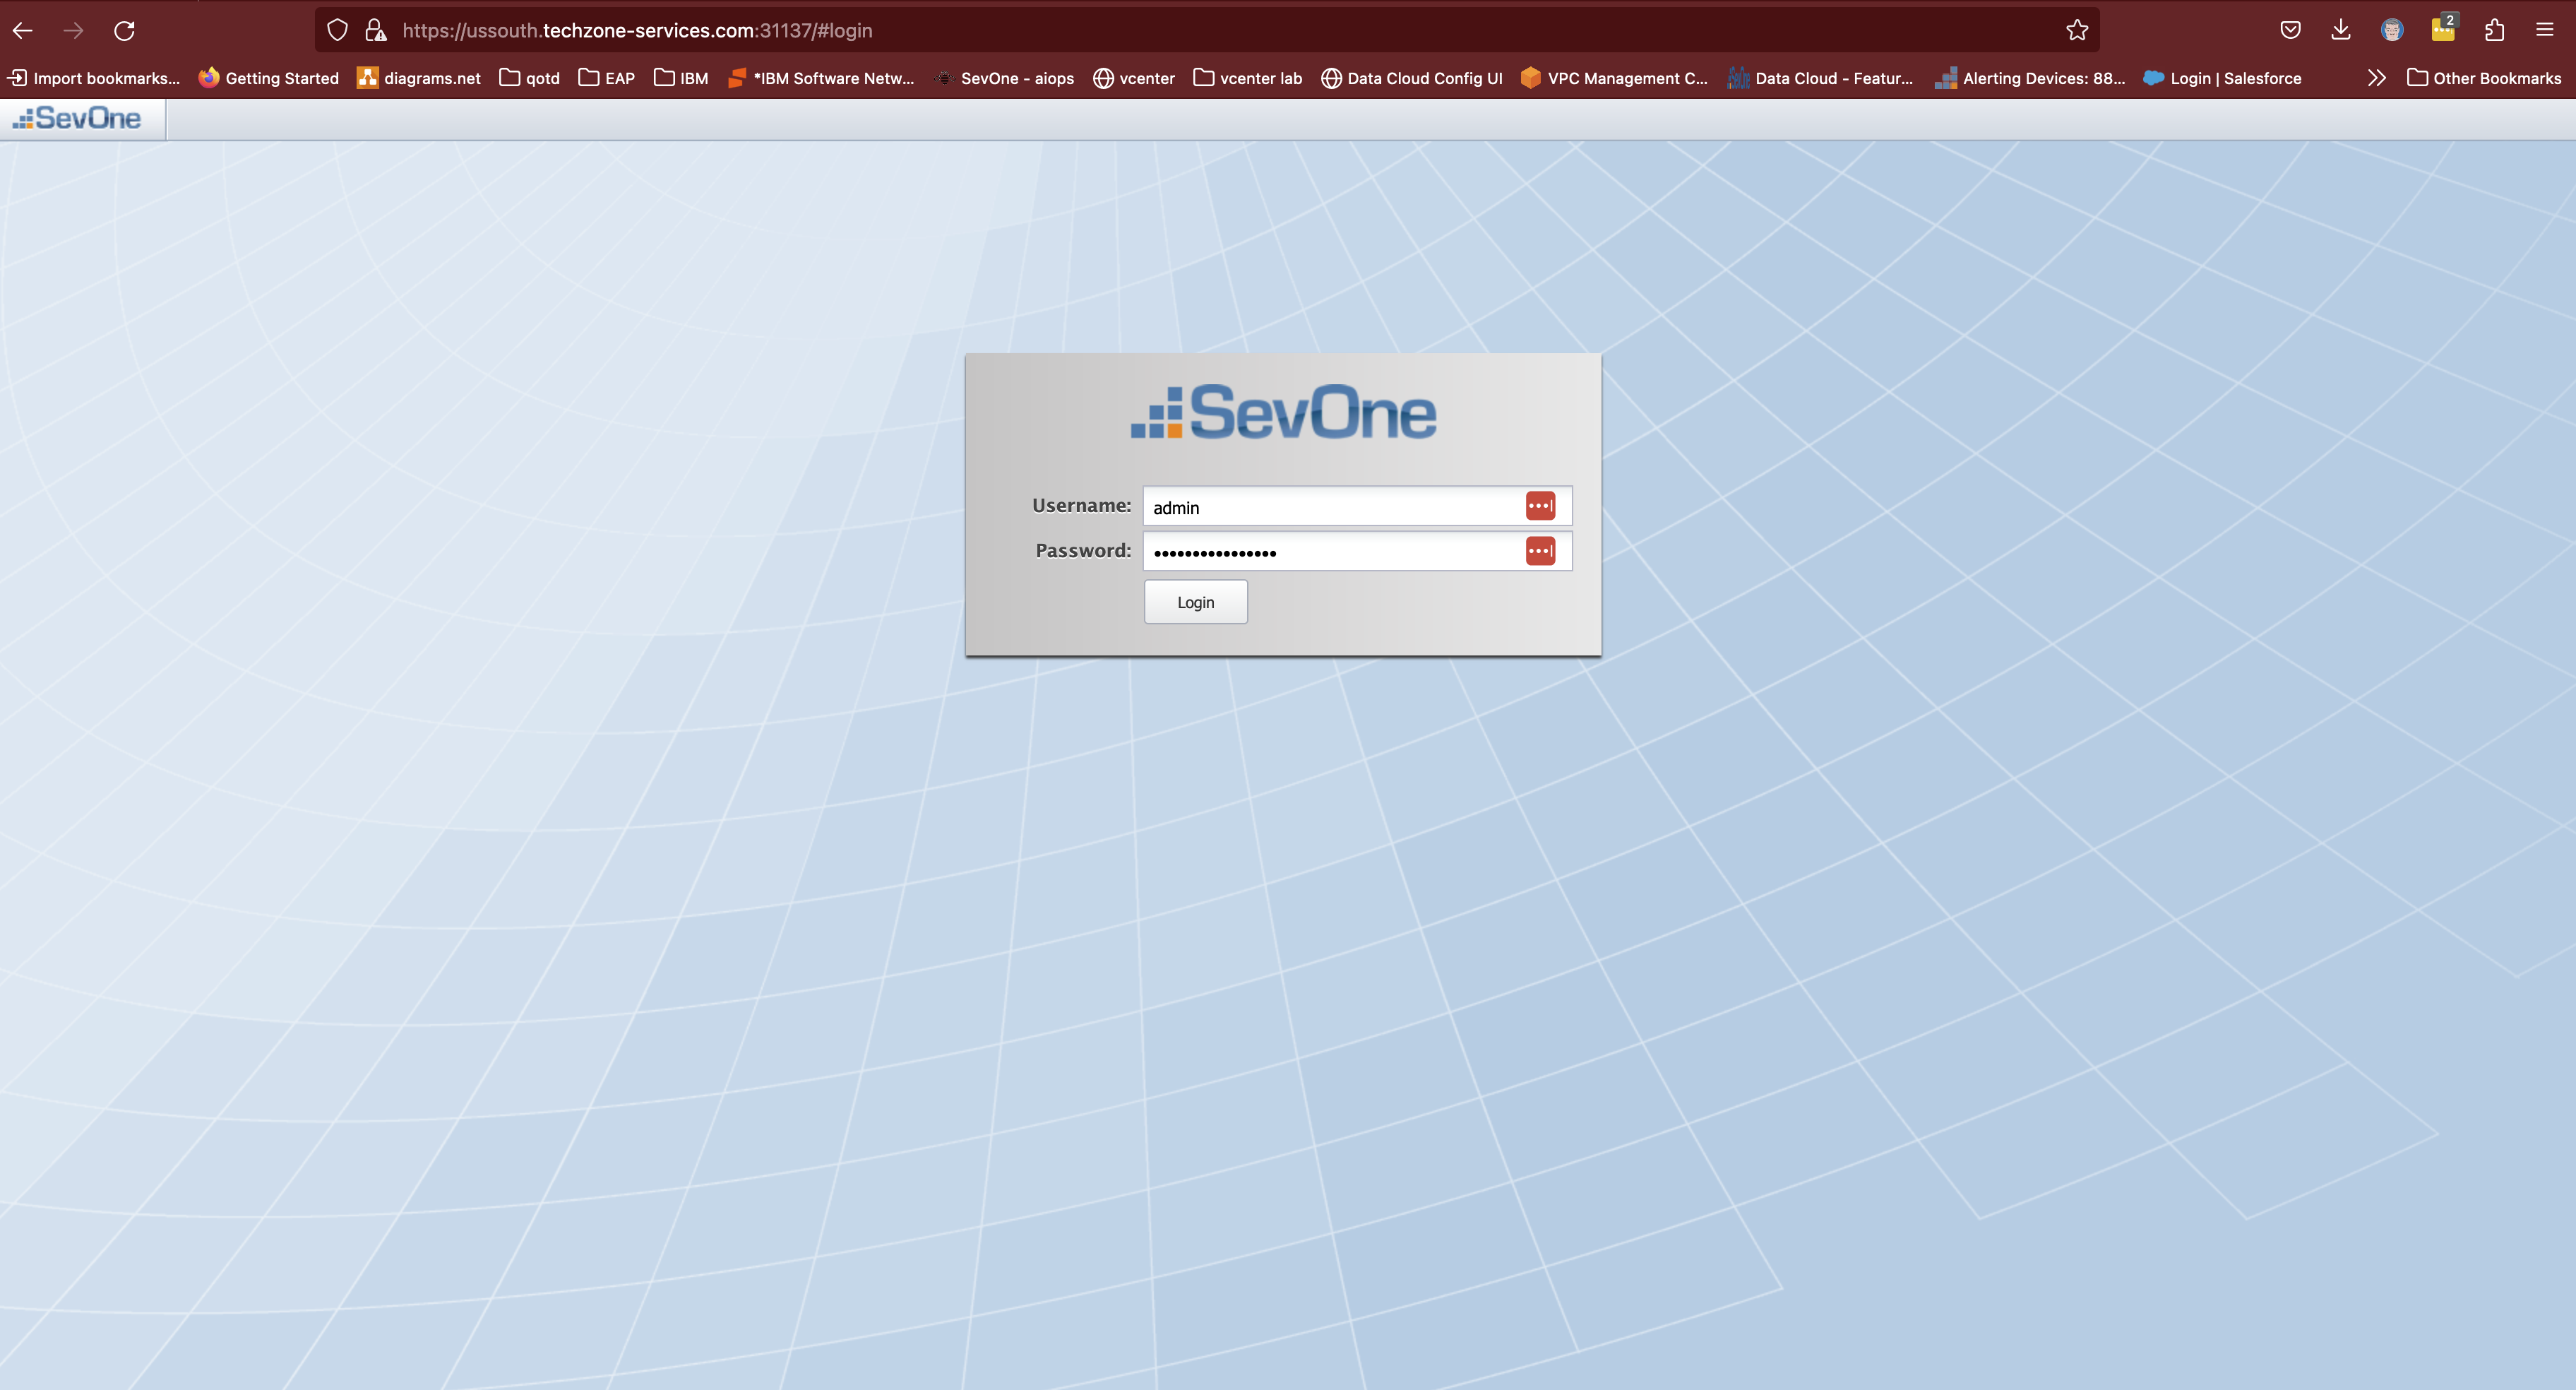 https://ussouth.techzone-services.com:31137/#login
2
Import bookmarks... Getting Started diagrams.net qotd EAP IBM *IBM Software Netw... SevOne - aiops vcenter vcenter lab Data Cloud Config UI VPC Management C... Data Cloud - Featur... Alerting Devices: 88... Login | Salesforce Other Bookmarks
SevOne
SevOne
Username: admin
Password: ••••••••••••••••
Login